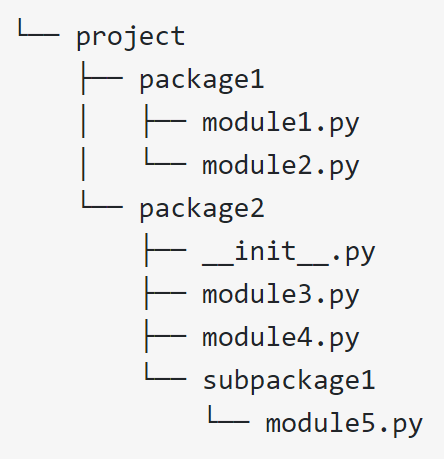 └── project
    ├── package1
    │   ├── module1.py
    │   └── module2.py
    └── package2
        ├── __init__.py
        ├── module3.py
        ├── module4.py
        └── subpackage1
            └── module5.py